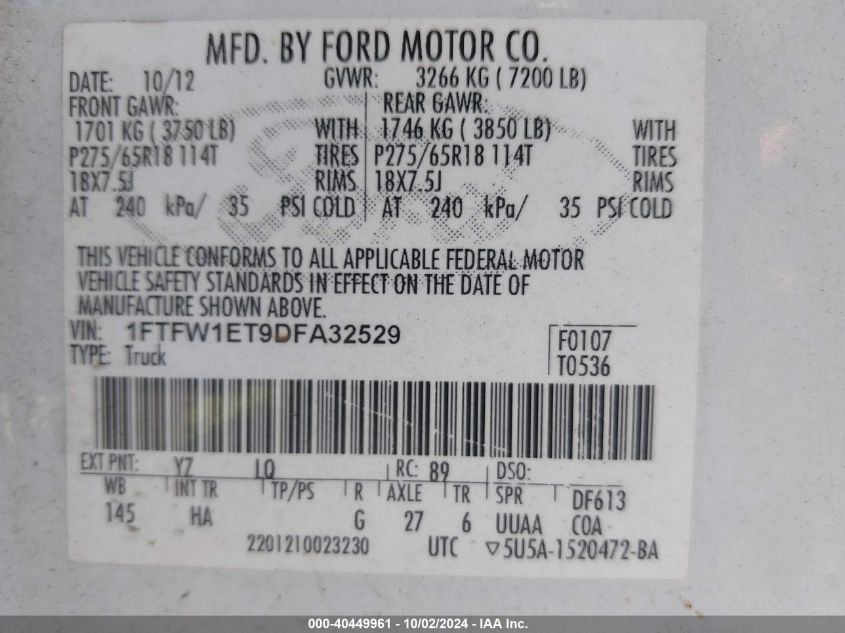 MFD. BY FORD MOTOR CO.
DATE: 10/12 GVWR: 3266 KG ( 7200 LB)
FRONT GAWR: REAR GAWR:
1701 KG ( 3750 LB) WITH 1746 KG ( 3850 LB) WITH
P275/65R18 114T TIRES P275/65R18 114T TIRES
18X7.5J RIMS 18X7.5J RIMS
AT 240 kPa/ 35 PSI COLD AT 240 kPa/ 35 PSI COLD
THIS VEHICLE CONFORMS TO ALL APPLICABLE FEDERAL MOTOR
VEHICLE SAFETY STANDARDS IN EFFECT ON THE DATE OF
MANUFACTURE SHOWN ABOVE.
VIN: 1FTFW1ET9DFA32529 F0107
TYPE: Truck T0536
EXT PNT: YZ LQ RC: 89 DSO:
WB INT TR TP/PS R AXLE TR SPR DF613
145 HA G 27 6 UUAA COA
2201210023230 UTC ▽5U5A-1520472-BA
000-40449961 - 10/02/2024 - IAA Inc.